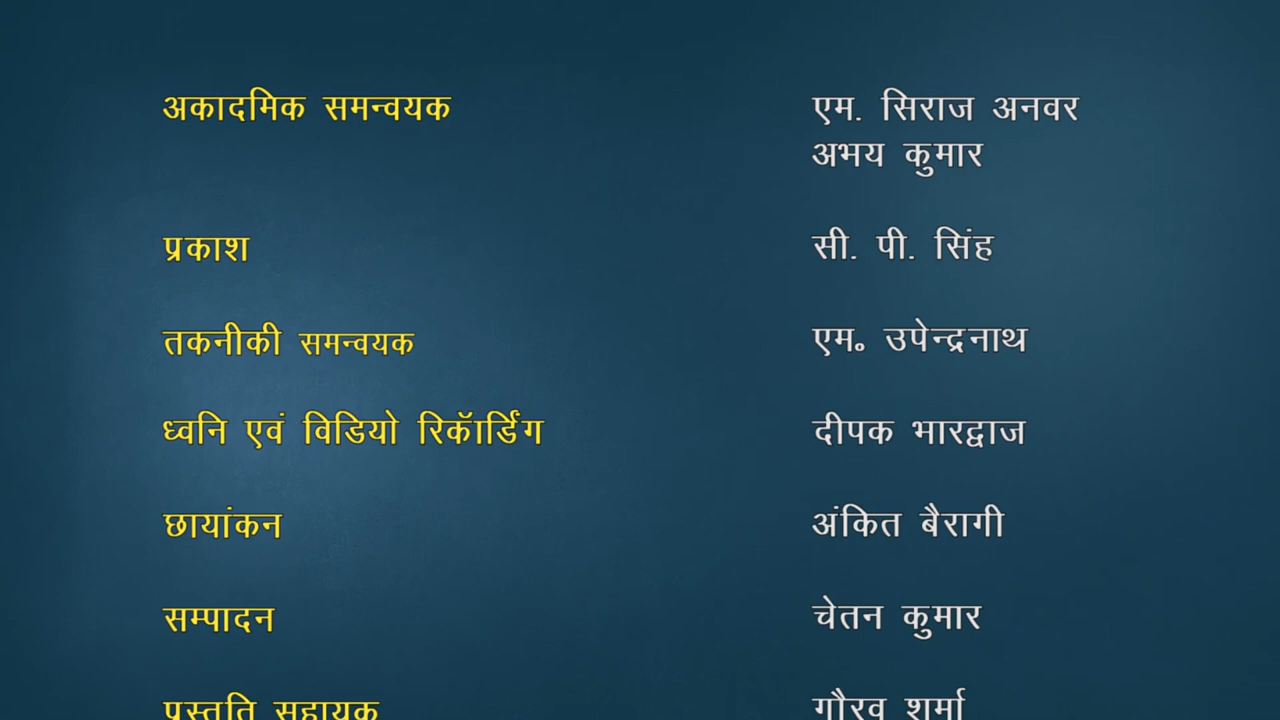 अकादमिक समन्वयक एम. सिराज अनवर
अभय कुमार
प्रकाश सी. पी. सिंह
तकनीकी समन्वयक एम॰ उपेन्द्रनाथ
ध्वनि एवं विडियो रिकॅार्डिंग दीपक भारद्वाज
छायांकन अंकित बैरागी
सम्पादन चेतन कुमार
प्रस्तुति सहायक गौरव शर्मा